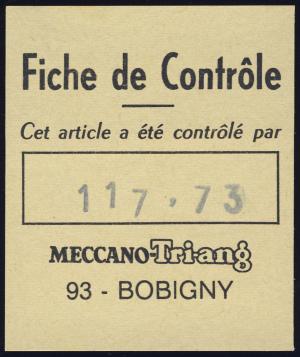 Fiche de Contrôle
Cet article a été contrôlé par
117.73
MECCANO-Tri-ang
93 - BOBIGNY